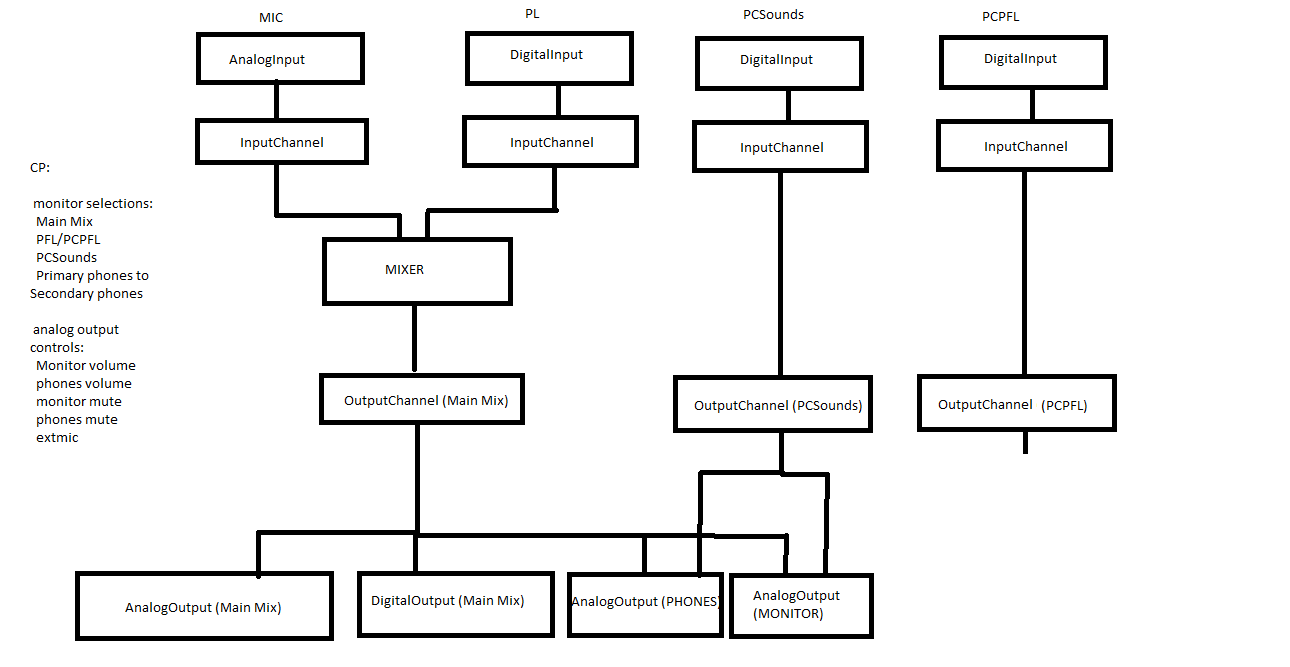 MIC
PL
PCSounds
PCPFL
AnalogInput
DigitalInput
DigitalInput
DigitalInput
InputChannel
InputChannel
InputChannel
InputChannel
CP:
monitor selections:
Main Mix
PFL/PCPFL
PCSounds
Primary phones to
Secondary phones
analog output
controls:
Monitor volume
phones volume
monitor mute
phones mute
extmic
MIXER
OutputChannel (Main Mix)
OutputChannel (PCSounds)
OutputChannel (PCPFL)
AnalogOutput (Main Mix)
DigitalOutput (Main Mix)
AnalogOutput (PHONES)
AnalogOutput
(MONITOR)